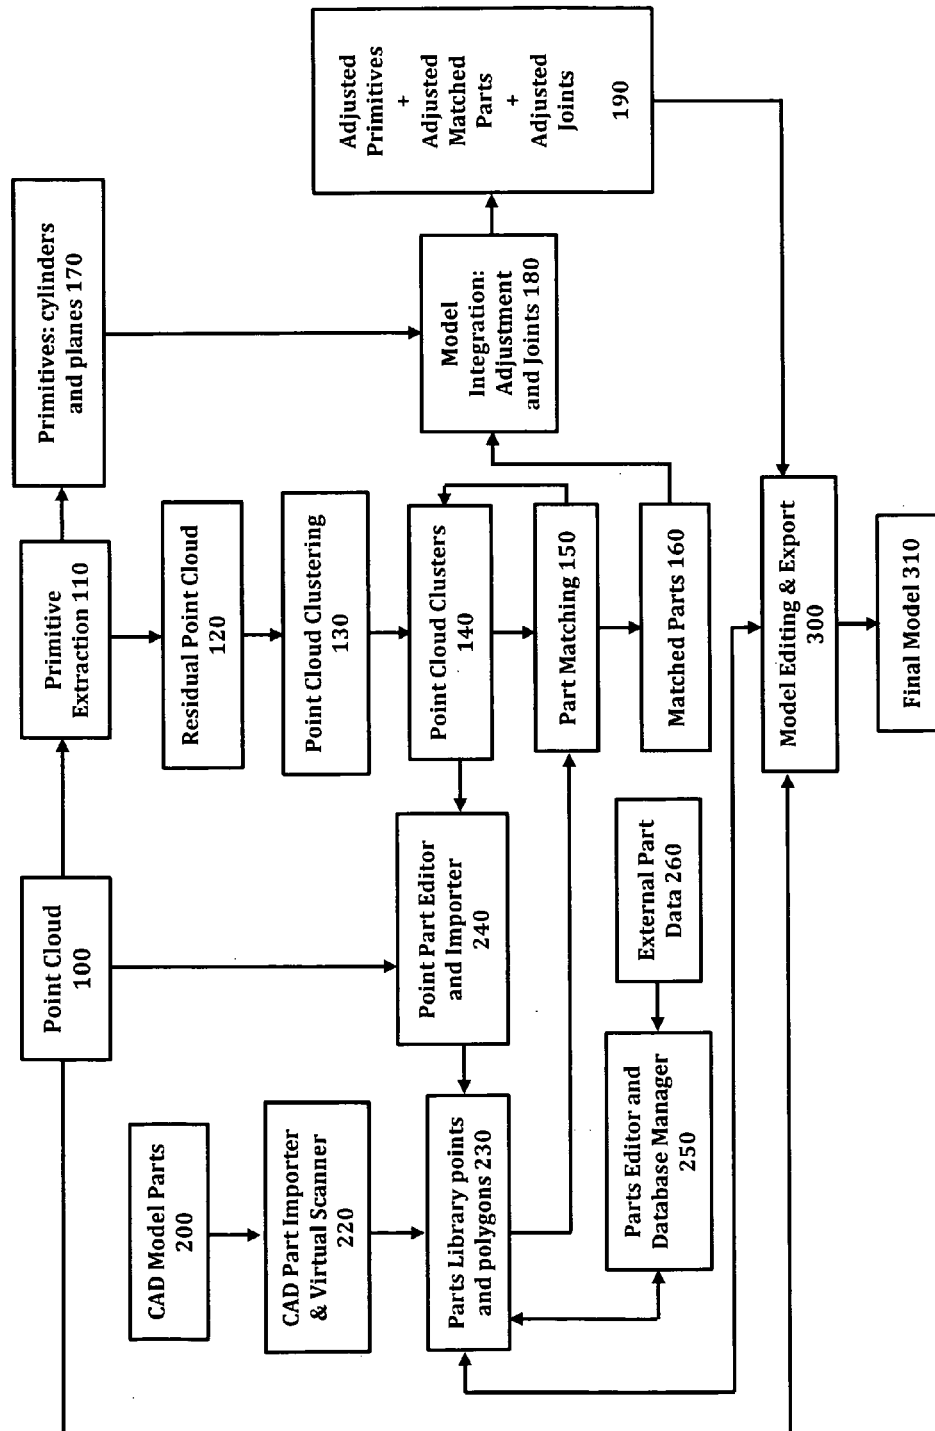 Point Cloud
100
Primitive
Extraction 110
Primitives: cylinders
and planes 170
CAD Model Parts
200
Residual Point Cloud
120
CAD Part Importer
& Virtual Scanner
220
Point Cloud Clustering
130
Parts Library points
and polygons 230
Point Part Editor
and Importer
240
Point Cloud Clusters
140
Model
Integration:
Adjustment
and Joints 180
Part Matching 150
Adjusted
Primitives
+
Adjusted
Matched
Parts
+
Adjusted
Joints
190
Parts Editor and
Database Manager
250
External Part
Data 260
Matched Parts 160
Model Editing & Export
300
Final Model 310